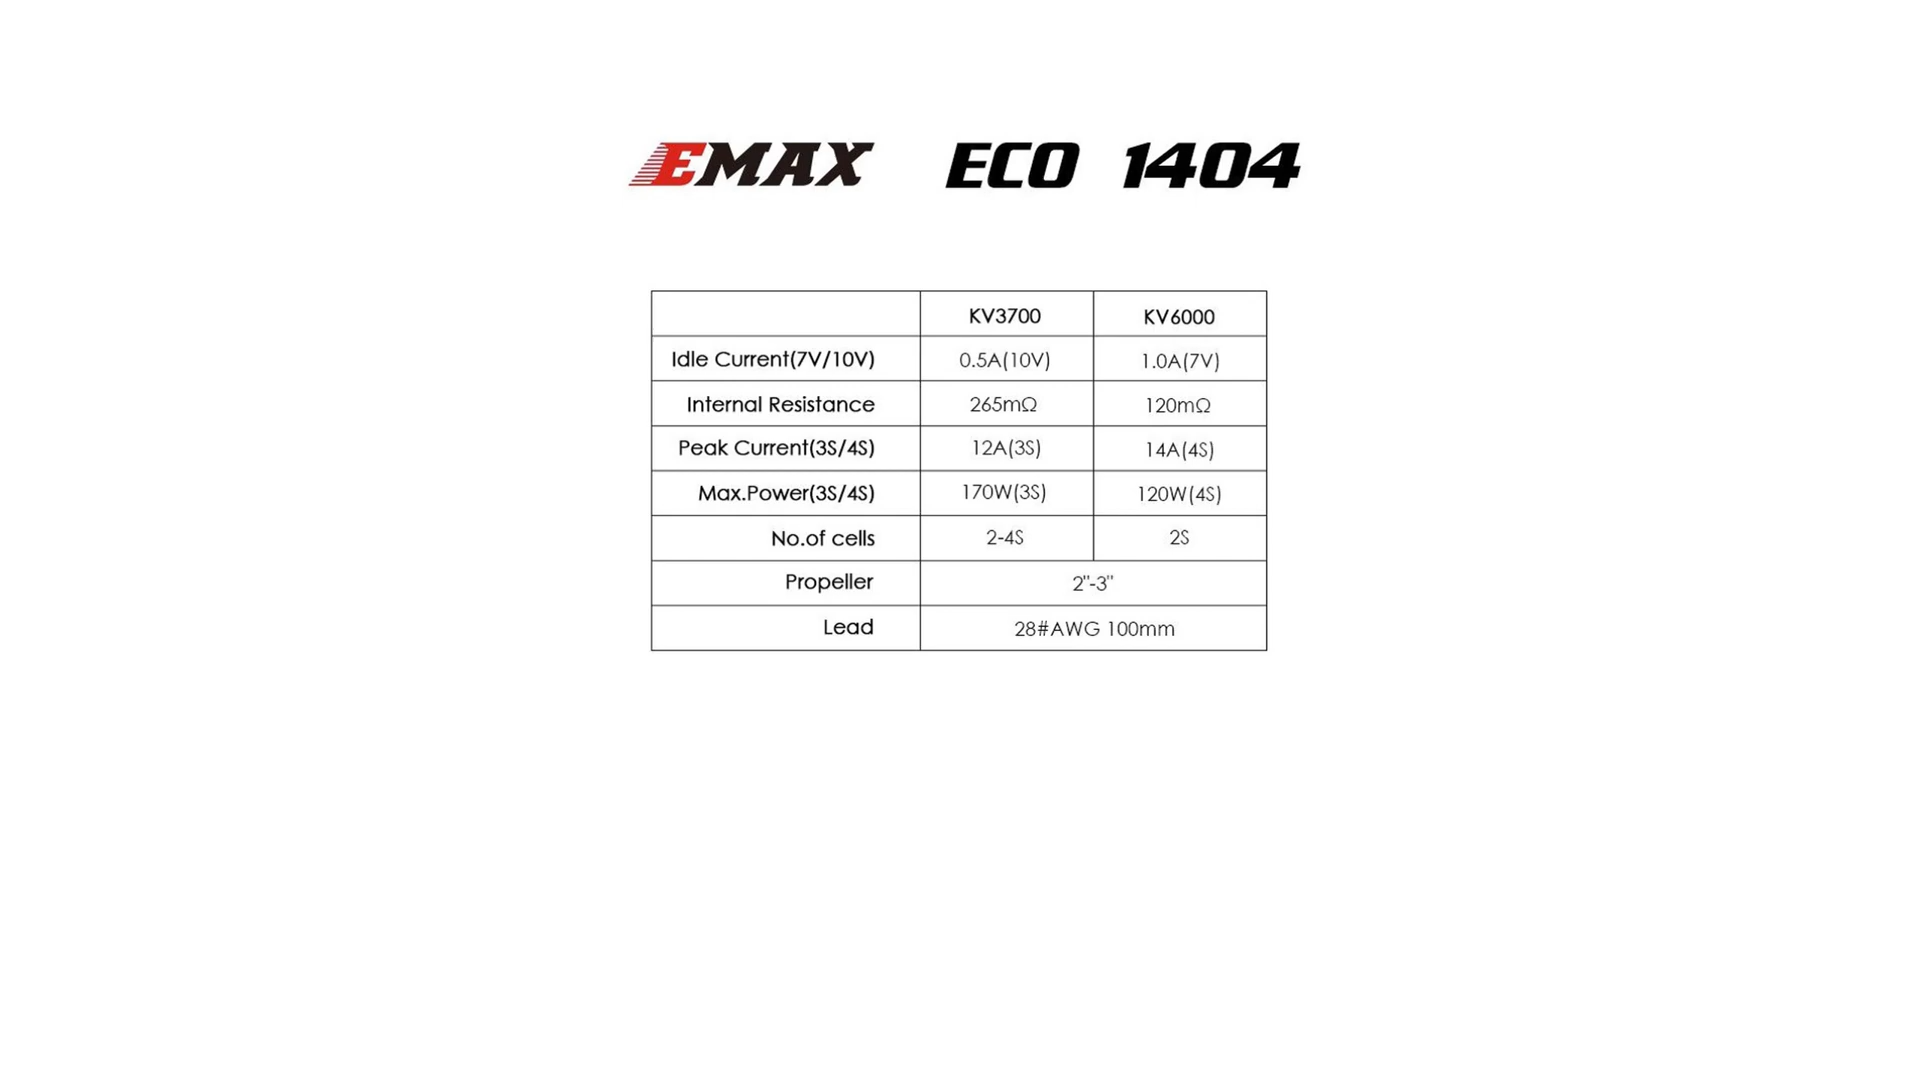 EMAX ECO 1404
KV3700 KV6000
Idle Current(7V/10V) 0.5A(10V) 1.0A(7V)
Internal Resistance 265mΩ 120mΩ
Peak Current(3S/4S) 12A(3S) 14A(4S)
Max.Power(3S/4S) 170W(3S) 120W(4S)
No.of cells 2-4S 2S
Propeller 2"-3"
Lead 28#AWG 100mm